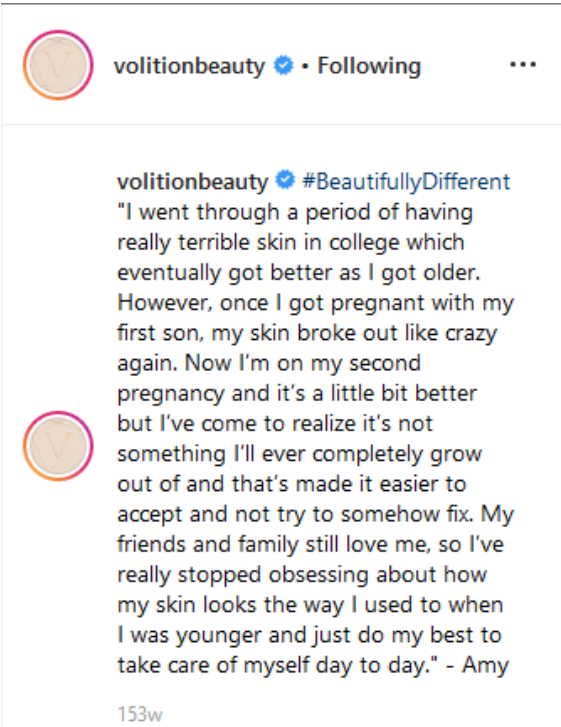 volitionbeauty • Following
volitionbeauty #BeautifullyDifferent
"I went through a period of having
really terrible skin in college which
eventually got better as I got older.
However, once I got pregnant with my
first son, my skin broke out like crazy
again. Now I'm on my second
pregnancy and it's a little bit better
but I've come to realize it's not
something I'll ever completely grow
out of and that's made it easier to
accept and not try to somehow fix. My
friends and family still love me, so I've
really stopped obsessing about how
my skin looks the way I used to when
I was younger and just do my best to
take care of myself day to day." - Amy
153w